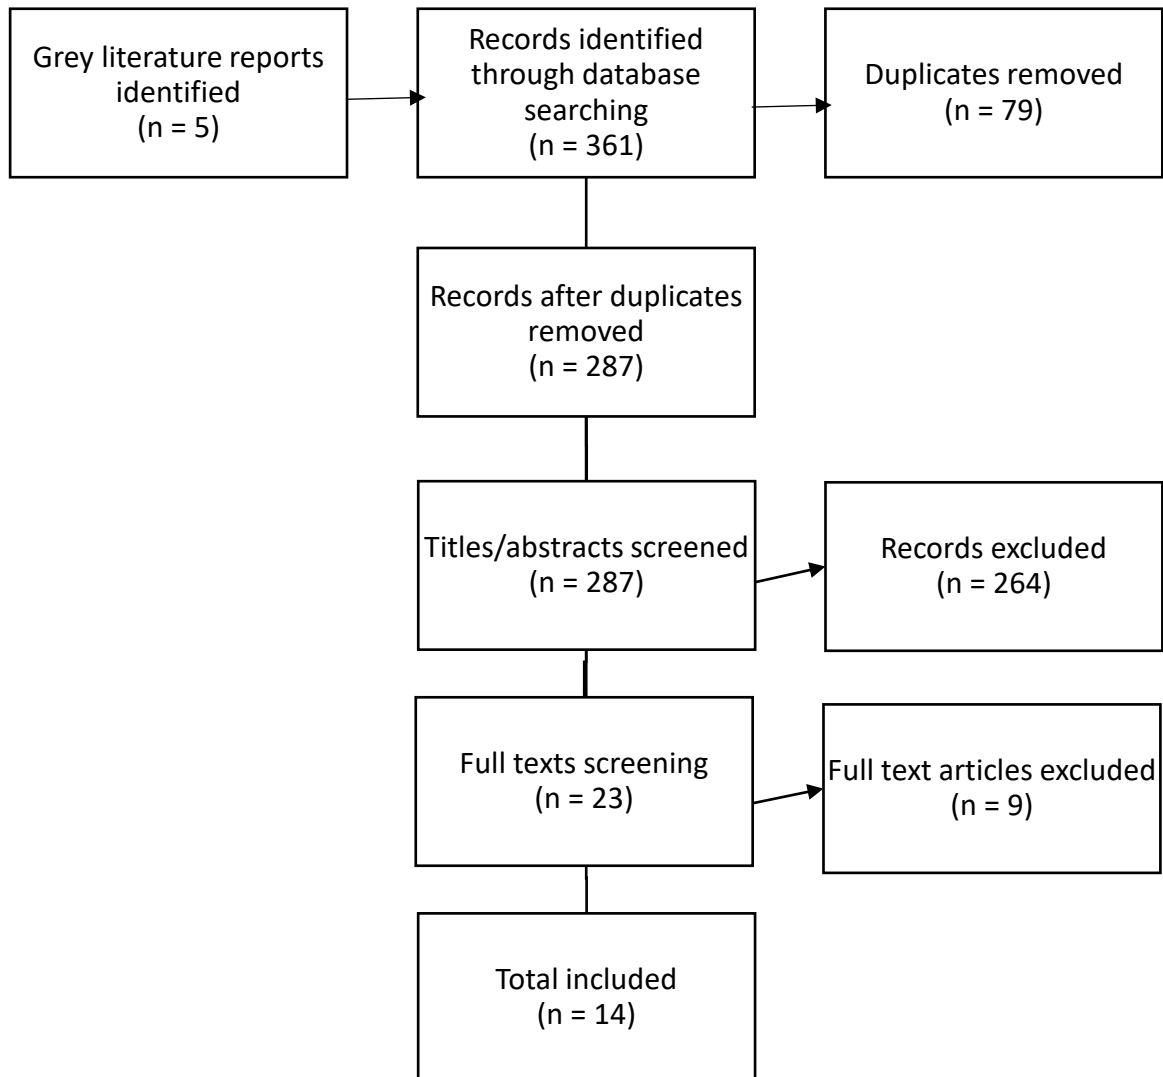 Grey literature reports
identified
(n = 5)
Records identified
through database
searching
(n = 361)
Duplicates removed
(n = 79)
Records after duplicates
removed
(n = 287)
Titles/abstracts screened
(n = 287)
Records excluded
(n = 264)
Full texts screening
(n = 23)
Full text articles excluded
(n = 9)
Total included
(n = 14)